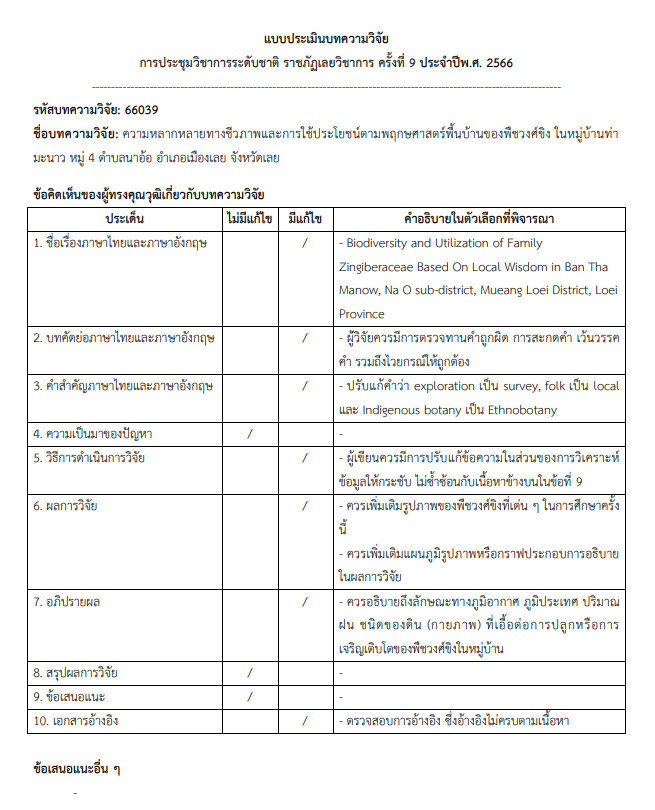 แบบประเมินบทความวิจัย
การประชุมวิชาการระดับชาติ ราชภัฏเลยวิชาการ ครั้งที่ 9 ประจำปีพ.ศ. 2566
รหัสบทความวิจัย: 66039
ชื่อบทความวิจัย: ความหลากหลายทางชีวภาพและการใช้ประโยชน์ตามพฤกษศาสตร์พื้นบ้านของพืชวงศ์ขิง ในหมู่บ้านท่า
มะนาว หมู่ 4 ตำบลนาอ้อ อำเภอเมืองเลย จังหวัดเลย
ข้อคิดเห็นของผู้ทรงคุณวุฒิเกี่ยวกับบทความวิจัย
ประเด็น ไม่มีแก้ไข มีแก้ไข คำอธิบายในตัวเลือกที่พิจารณา
1. ชื่อเรื่องภาษาไทยและภาษาอังกฤษ / - Biodiversity and Utilization of Family
Zingiberaceae Based On Local Wisdom in Ban Tha
Manow, Na O sub-district, Mueang Loei District, Loei
Province
2. บทคัดย่อภาษาไทยและภาษาอังกฤษ / - ผู้วิจัยควรมีการตรวจทานคำถูกผิด การสะกดคำ เว้นวรรค
คำ รวมถึงไวยกรณ์ให้ถูกต้อง
3. คำสำคัญภาษาไทยและภาษาอังกฤษ / - ปรับแก้คำว่า exploration เป็น survey, folk เป็น local
และ Indigenous botany เป็น Ethnobotany
4. ความเป็นมาของปัญหา / -
5. วิธีการดำเนินการวิจัย / - ผู้เขียนควรมีการปรับแก้ข้อความในส่วนของการวิเคราะห์
ข้อมูลให้กระชับ ไม่ซ้ำซ้อนกับเนื้อหาข้างบนในข้อที่ 9
6. ผลการวิจัย / - ควรเพิ่มเติมรูปภาพของพืชวงศ์ขิงที่เด่น ๆ ในการศึกษาครั้ง
นี้
- ควรเพิ่มเติมแผนภูมิรูปภาพหรือกราฟประกอบการอธิบาย
ในผลการวิจัย
7. อภิปรายผล / - ควรอธิบายถึงลักษณะทางภูมิอากาศ ภูมิประเทศ ปริมาณ
ฝน ชนิดของดิน (กายภาพ) ที่เอื้อต่อการปลูกหรือการ
เจริญเติบโตของพืชวงศ์ขิงในหมู่บ้าน
8. สรุปผลการวิจัย / -
9. ข้อเสนอแนะ / -
10. เอกสารอ้างอิง / - ตรวจสอบการอ้างอิง ซึ่งอ้างอิงไม่ครบตามเนื้อหา
ข้อเสนอแนะอื่น ๆ